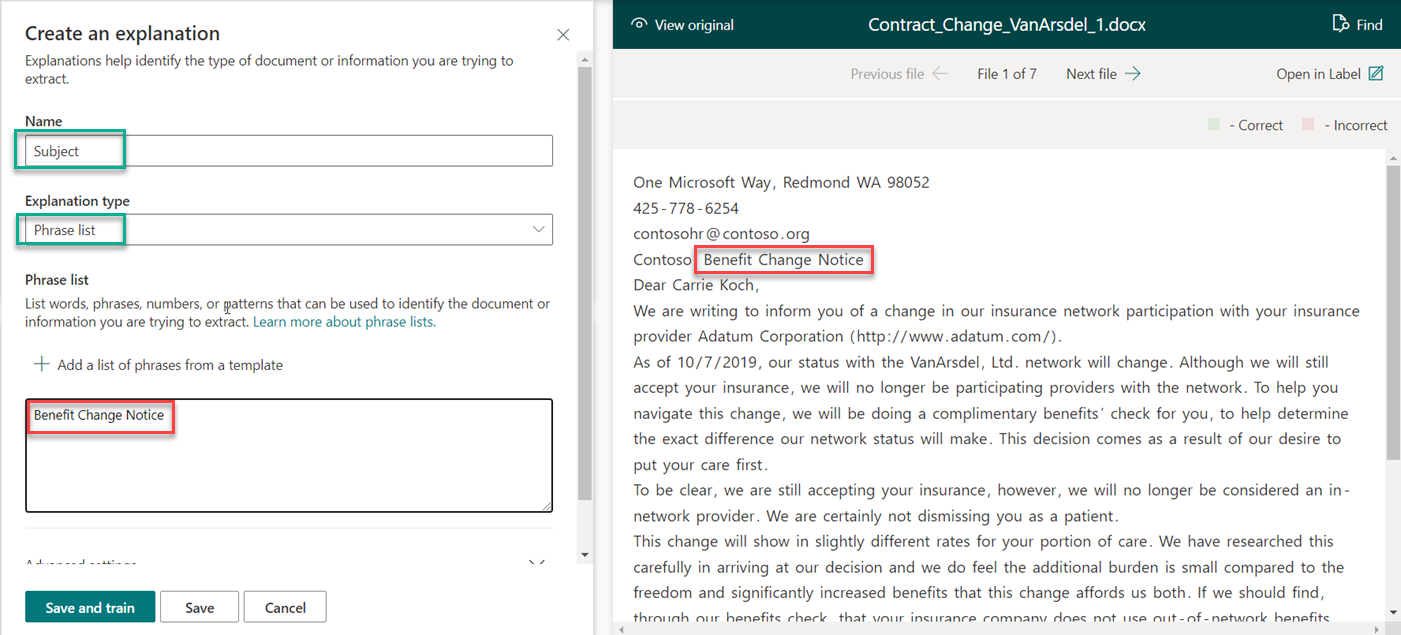 Create an explanation
Explanations help identify the type of document or information you are trying to
extract.
Name
Subject
Explanation type
Phrase list
Phrase list
List words, phrases, numbers, or patterns that can be used to identify the document or
information you are trying to extract. Learn more about phrase lists.
Add a list of phrases from a template
Benefit Change Notice
Advanced settings
Save and train
Save
Cancel
View original
Contract_Change_VanArsdel_1.docx
Find
Previous file
File 1 of 7
Next file
Open in Label
- Correct
- Incorrect
One Microsoft Way, Redmond WA 98052
425-778-6254
contosohr@contoso.org
Contoso Benefit Change Notice
Dear Carrie Koch,
We are writing to inform you of a change in our insurance network participation with your insurance
provider Adatum Corporation (http://www.adatum.com/).
As of 10/7/2019, our status with the VanArsdel, Ltd. network will change. Although we will still
accept your insurance, we will no longer be participating providers with the network. To help you
navigate this change, we will be doing a complimentary benefits’ check for you, to help determine
the exact difference our network status will make. This decision comes as a result of our desire to
put your care first.
To be clear, we are still accepting your insurance, however, we will no longer be considered an in-
network provider. We are certainly not dismissing you as a patient.
This change will show in slightly different rates for your portion of care. We have researched this
carefully in arriving at our decision and we do feel the additional burden is small compared to the
freedom and significantly increased benefits that this change affords us both. If we should find,
through our benefits check, that your insurance company does not use out-of-network benefits